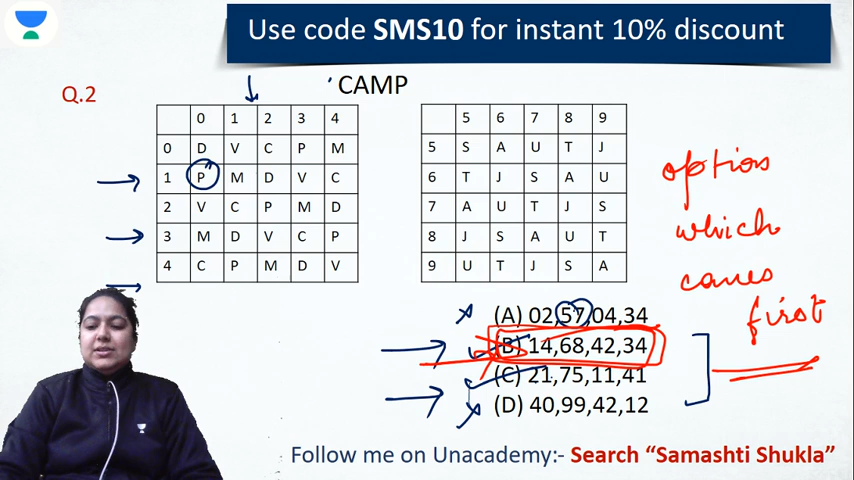 Use code SMS10 for instant 10% discount
Q.2
'CAMP
0 1 2 3 4
0 D V C P M
1 P M D V C
2 V C P M D
3 M D V C P
4 C P M D V
5 6 7 8 9
5 S A U T J
6 T J S A U
7 A U T J S
8 J S A U T
9 U T J S A
option
which
comes
first
(A) 02,57,04,34
(B) 14,68,42,34
(C) 21,75,11,41
(D) 40,99,42,12
Follow me on Unacademy:- Search “Samashti Shukla”